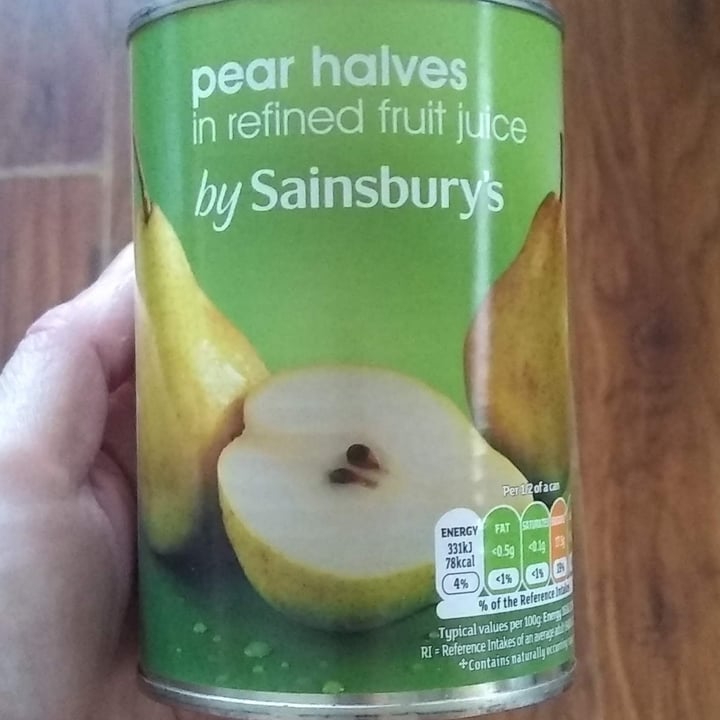 pear halves
in refined fruit juice
by Sainsbury's
Per 1/2 of a can
ENERGY
331kJ
78kcal
4%
FAT
<0.5g
<1%
SATURATES
<0.1g
<1%
% of the Reference Intakes
Typical values per 100g: Energy
RI = Reference Intakes of an average adult
+Contains naturally occurring